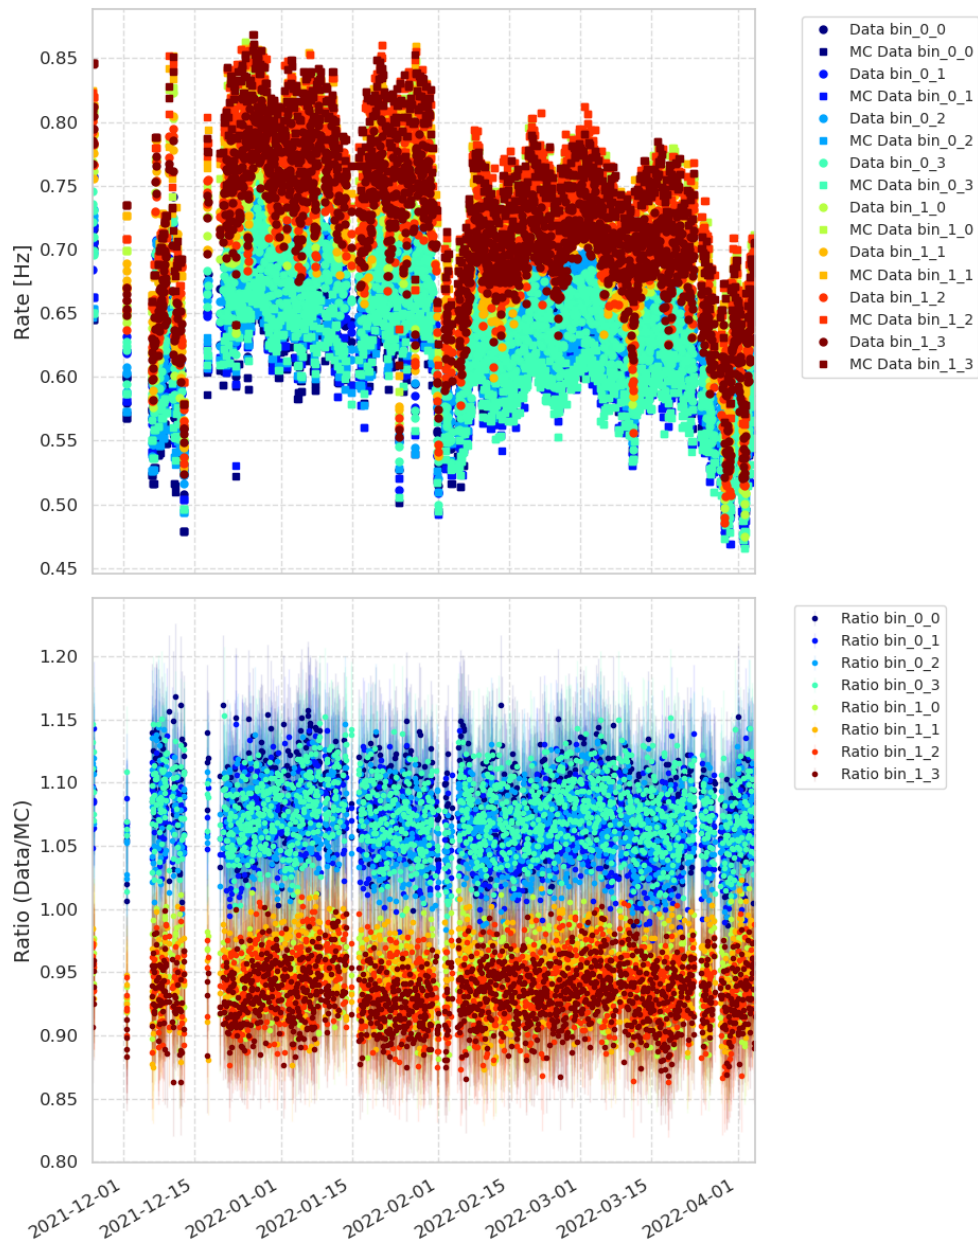 0.85
0.80
0.75
0.70
0.65
0.60
0.55
0.50
0.45
Rate [Hz]
Data bin_0_0
MC Data bin_0_0
Data bin_0_1
MC Data bin_0_1
Data bin_0_2
MC Data bin_0_2
Data bin_0_3
MC Data bin_0_3
Data bin_1_0
MC Data bin_1_0
Data bin_1_1
MC Data bin_1_1
Data bin_1_2
MC Data bin_1_2
Data bin_1_3
MC Data bin_1_3
1.20
1.15
1.10
1.05
1.00
0.95
0.90
0.85
0.80
Ratio (Data/MC)
Ratio bin_0_0
Ratio bin_0_1
Ratio bin_0_2
Ratio bin_0_3
Ratio bin_1_0
Ratio bin_1_1
Ratio bin_1_2
Ratio bin_1_3
2021-12-01
2021-12-15
2022-01-01
2022-01-15
2022-02-01
2022-02-15
2022-03-01
2022-03-15
2022-04-01